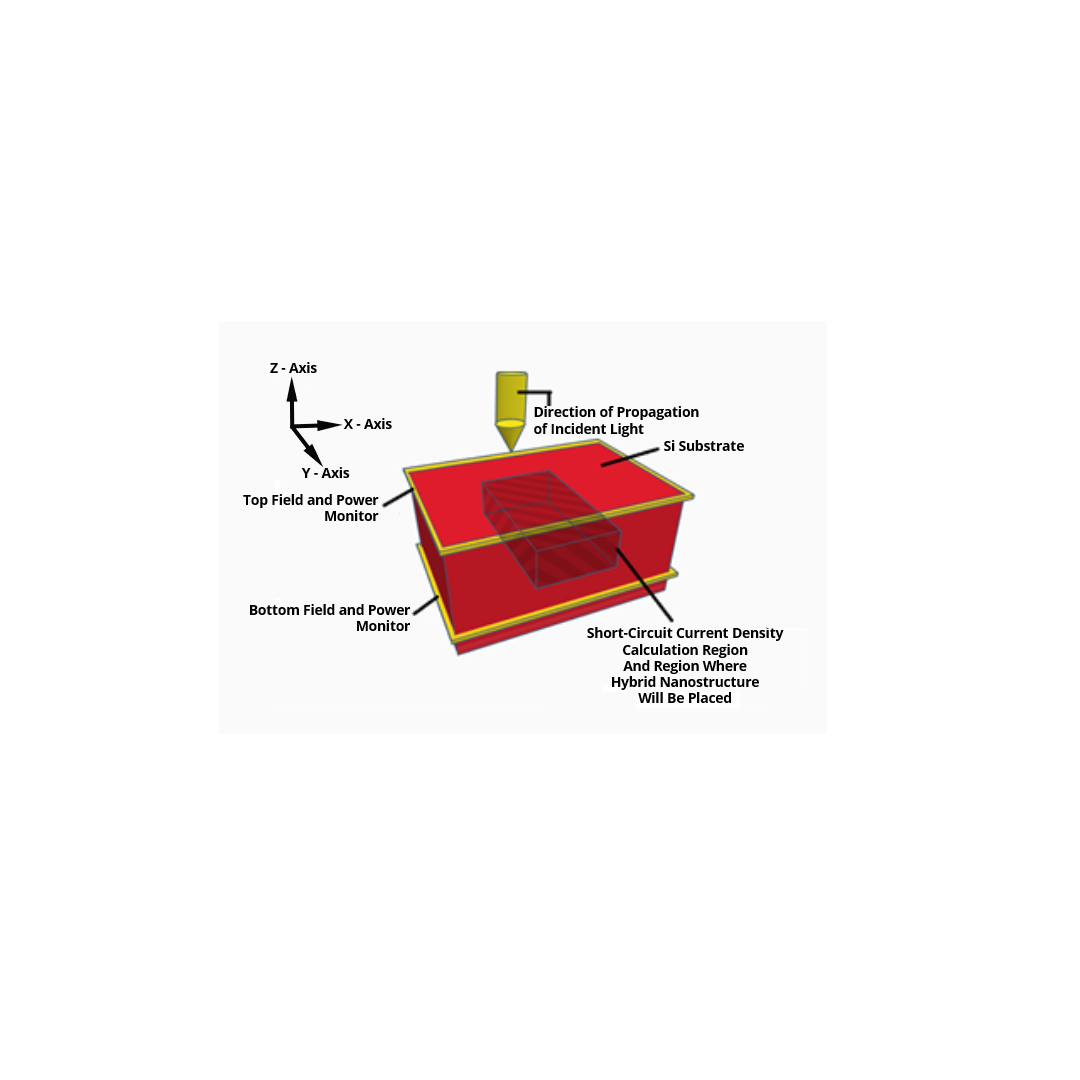 Z - Axis
X - Axis
Y - Axis
Direction of Propagation
of Incident Light
Si Substrate
Top Field and Power
Monitor
Bottom Field and Power
Monitor
Short-Circuit Current Density
Calculation Region
And Region Where
Hybrid Nanostructure
Will Be Placed